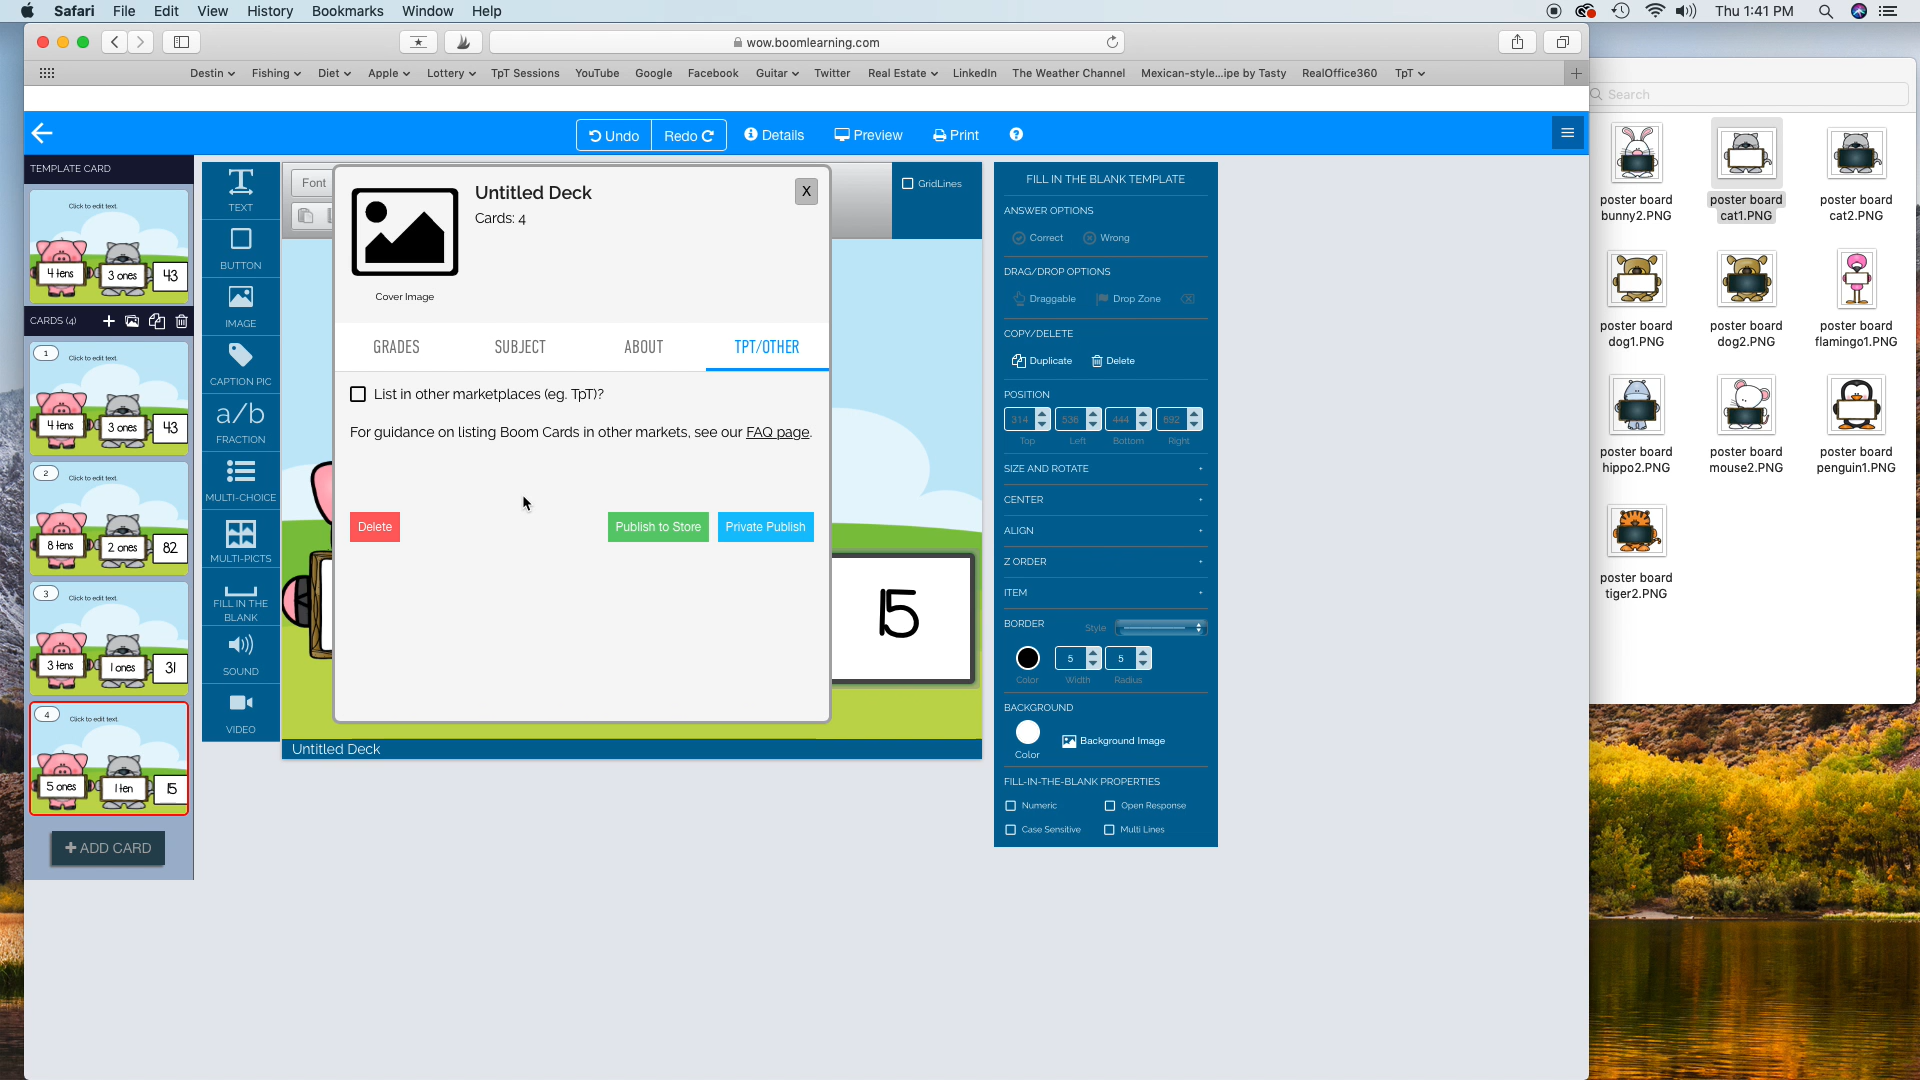 Safari File Edit View History Bookmarks Window Help
Thu 1:41 PM
wow.boomlearning.com
Destin Fishing Diet Apple Lottery TpT Sessions YouTube Google Facebook Guitar Twitter Real Estate LinkedIn The Weather Channel Mexican-style...ipe by Tasty RealOffice360 TpT
Search
Undo Redo Details Preview Print
TEMPLATE CARD
Click to edit text.
4 tens 3 ones 43
CARDS (4)
1 Click to edit text.
4 tens 3 ones 43
2 Click to edit text.
8 tens 2 ones 82
3 Click to edit text.
3 tens 1 ones 31
4 Click to edit text.
5 ones 1 ten 15
+ ADD CARD
TEXT
BUTTON
IMAGE
CAPTION PIC
a/b
FRACTION
MULTI-CHOICE
MULTI-PICTS
FILL IN THE
BLANK
SOUND
VIDEO
Font
GridLines
Untitled Deck
Cards: 4
X
Cover Image
GRADES SUBJECT ABOUT TPT/OTHER
List in other marketplaces (eg. TpT)?
For guidance on listing Boom Cards in other markets, see our FAQ page.
Delete Publish to Store Private Publish
15
Untitled Deck
FILL IN THE BLANK TEMPLATE
ANSWER OPTIONS
Correct Wrong
DRAG/DROP OPTIONS
Draggable Drop Zone
COPY/DELETE
Duplicate Delete
POSITION
314 536 444 692
Top Left Bottom Right
SIZE AND ROTATE +
CENTER +
ALIGN +
Z ORDER +
ITEM +
BORDER Style
5 5
Color Width Radius
BACKGROUND
Background Image
Color
FILL-IN-THE-BLANK PROPERTIES
Numeric Open Response
Case Sensitive Multi Lines
poster board
bunny2.PNG
poster board
cat1.PNG
poster board
cat2.PNG
poster board
dog1.PNG
poster board
dog2.PNG
poster board
flamingo1.PNG
poster board
hippo2.PNG
poster board
mouse2.PNG
poster board
penguin1.PNG
poster board
tiger2.PNG